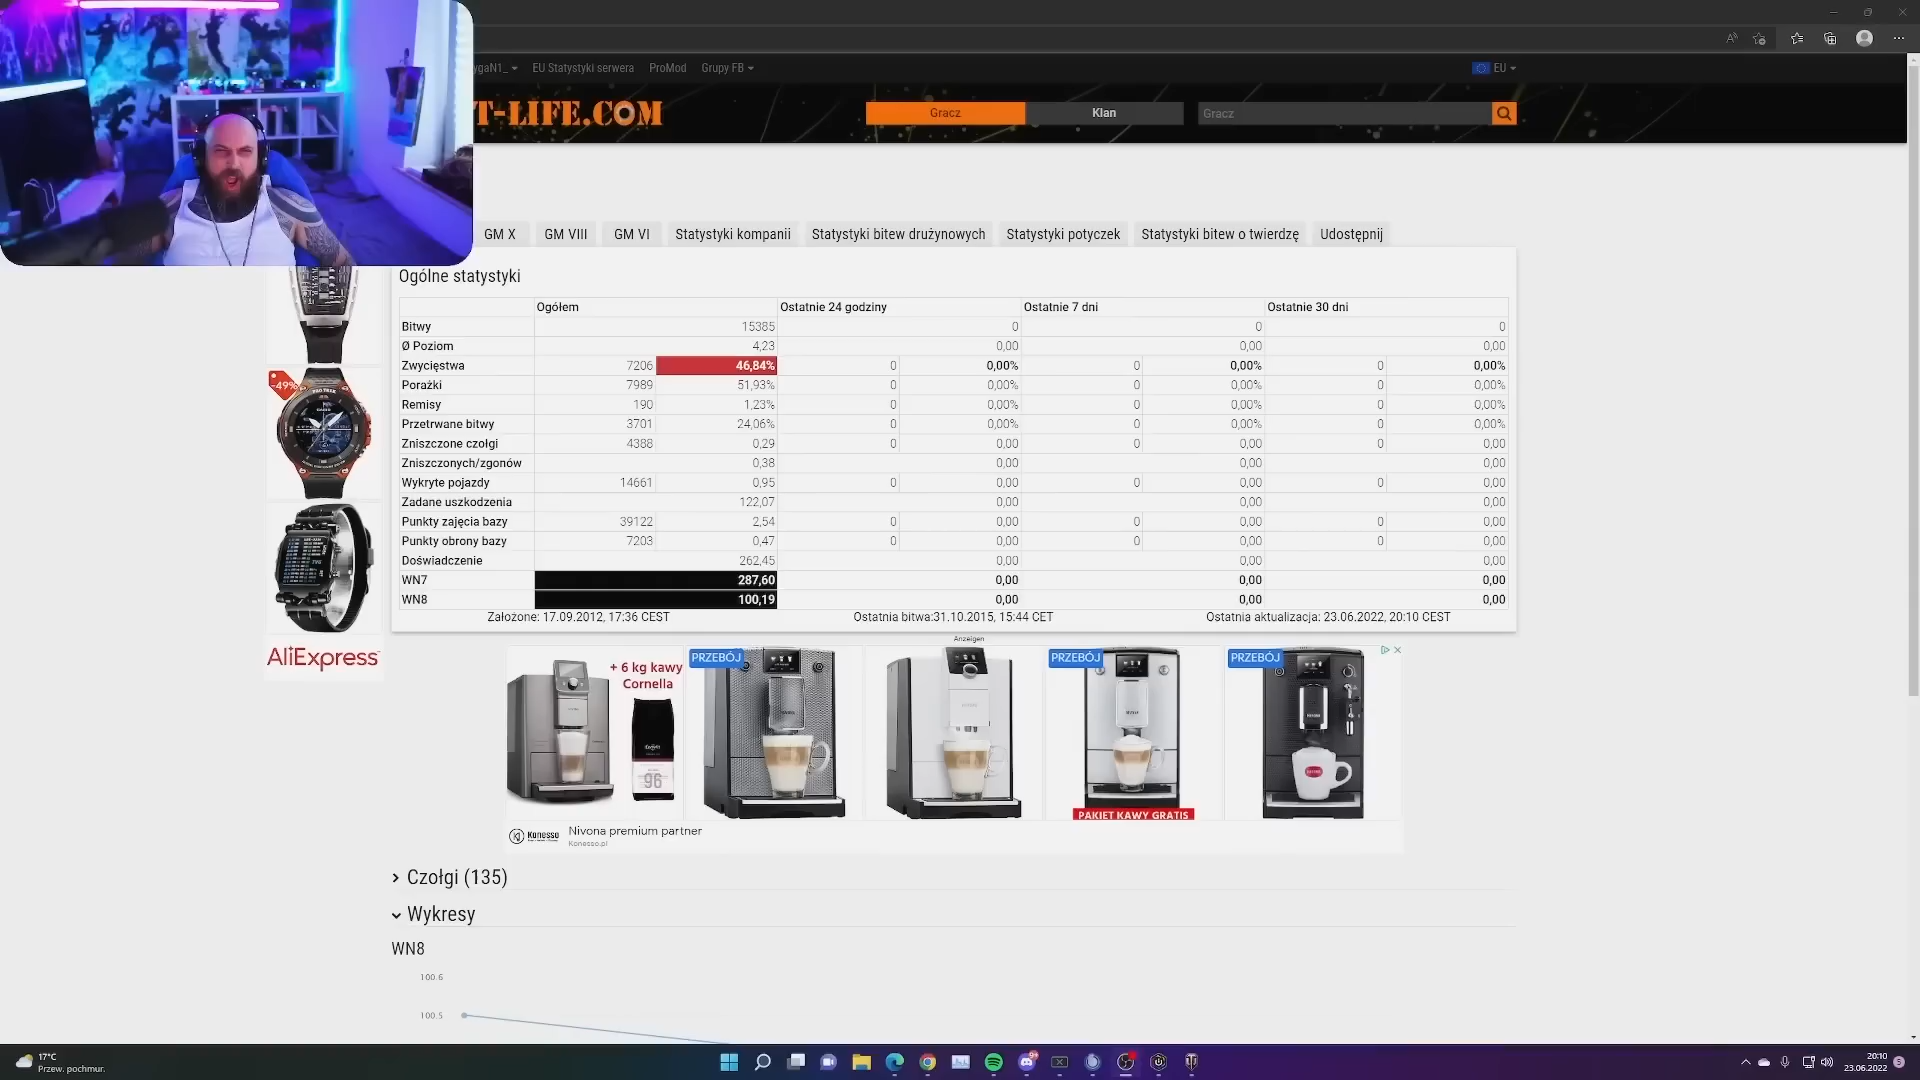 ygaN1_ EU Statystyki serwera ProMod Grupy FB EU
T-LIFE.COM Gracz Klan Gracz
GM X GM VIII GM VI Statystyki kompanii Statystyki bitew drużynowych Statystyki potyczek Statystyki bitew o twierdzę Udostępnij
Ogólne statystyki
Ogółem Ostatnie 24 godziny Ostatnie 7 dni Ostatnie 30 dni
Bitwy 15385 0 0 0
Ø Poziom 4,23 0,00 0,00 0,00
Zwycięstwa 7206 46,84% 0 0,00% 0 0,00% 0 0,00%
Porażki 7989 51,93% 0 0,00% 0 0,00% 0 0,00%
Remisy 190 1,23% 0 0,00% 0 0,00% 0 0,00%
Przetrwane bitwy 3701 24,06% 0 0,00% 0 0,00% 0 0,00%
Zniszczone czołgi 4388 0,29 0 0,00 0 0,00 0 0,00
Zniszczonych/zgonów 0,38 0,00 0,00 0,00
Wykryte pojazdy 14661 0,95 0 0,00 0 0,00 0 0,00
Zadane uszkodzenia 122,07 0,00 0,00 0,00
Punkty zajęcia bazy 39122 2,54 0 0,00 0 0,00 0 0,00
Punkty obrony bazy 7203 0,47 0 0,00 0 0,00 0 0,00
Doświadczenie 262,45 0,00 0,00 0,00
WN7 287,60 0,00 0,00 0,00
WN8 100,19 0,00 0,00 0,00
Założone: 17.09.2012, 17:36 CEST Ostatnia bitwa:31.10.2015, 15:44 CET Ostatnia aktualizacja: 23.06.2022, 20:10 CEST
-49%
PRO TREK
AliExpress
Anzeigen
+ 6 kg kawy
Cornella
96
PRZEBÓJ
PRZEBÓJ
PRZEBÓJ
PAKIET KAWY GRATIS
Konesso Nivona premium partner
Konesso.pl
Czołgi (135)
Wykresy
WN8
100.6
100.5
17°C
Przew. pochmur.
20:10
23.06.2022